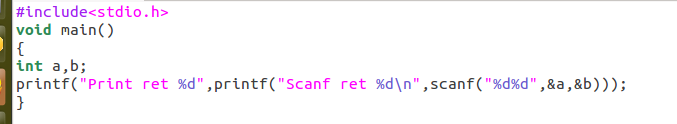 #include<stdio.h>
void main()
{
int a,b;
printf("Print ret %d",printf("Scanf ret %d\n",scanf("%d%d",&a,&b)));
}